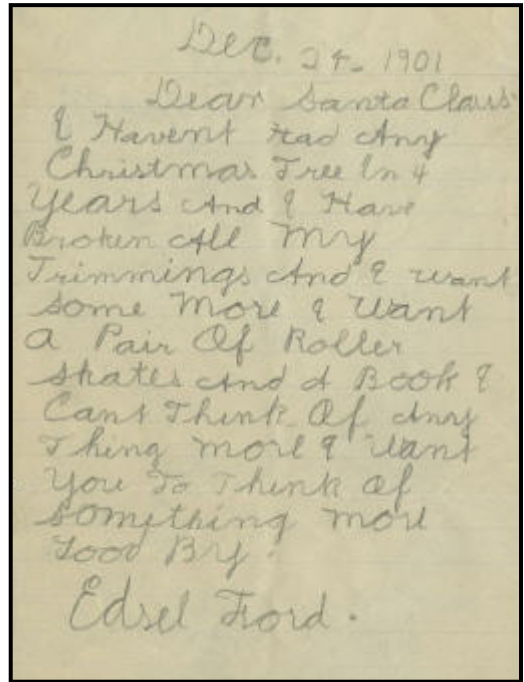 Dec. 24- 1901
Dear Santa Claus
I Havent Had Any
Christmas Tree In 4
Years And I Have
Broken All My
Trimmings And I want
some More I Want
A Pair Of Roller
Skates And A Book I
Cant Think Of Any
Thing More I Want
You To Think Of
Something More
Good By.
Edsel Ford.